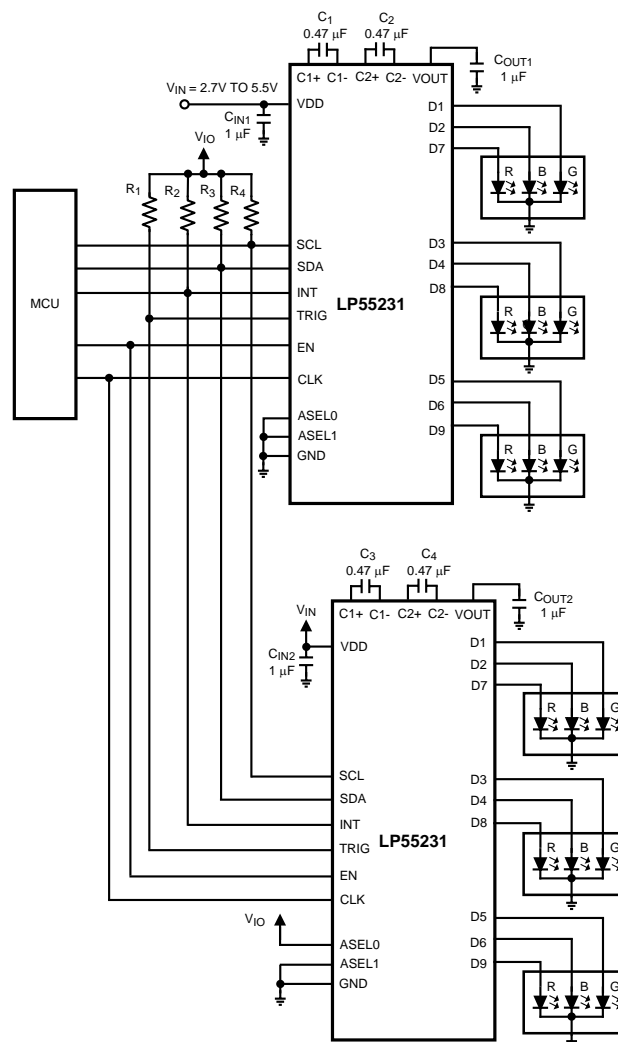 C1
0.47 μF
C2
0.47 μF
COUT1
1 μF
C1+ C1- C2+ C2- VOUT
VIN = 2.7V TO 5.5V
VDD
CIN1
1 μF
VIO
R1 R2 R3 R4
MCU
SCL
SDA
INT
TRIG
EN
CLK
ASEL0
ASEL1
GND
LP55231
D1
D2
D7
R B G
D3
D4
D8
R B G
D5
D6
D9
R B G
C3
0.47 μF
C4
0.47 μF
COUT2
1 μF
C1+ C1- C2+ C2- VOUT
VIN
VDD
CIN2
1 μF
SCL
SDA
INT
TRIG
EN
CLK
VIO
ASEL0
ASEL1
GND
LP55231
D1
D2
D7
R B G
D3
D4
D8
R B G
D5
D6
D9
R B G